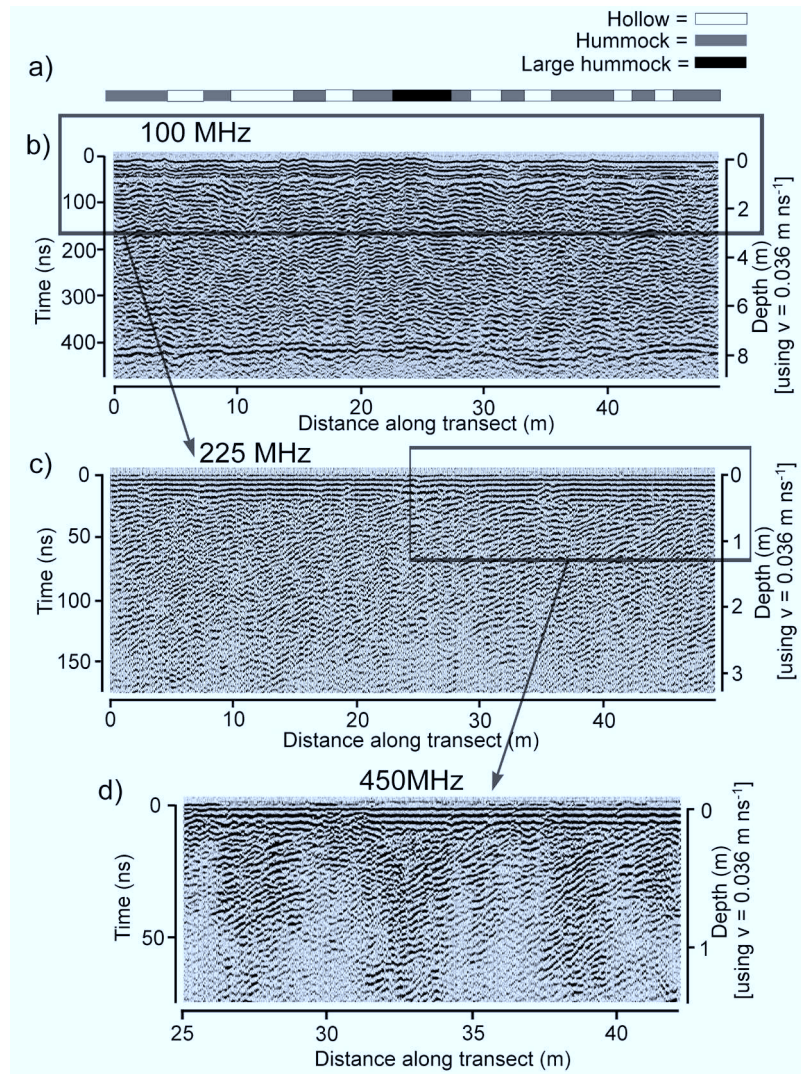 Hollow =
Hummock =
Large hummock =
a)
b)
100 MHz
0
100
200
300
400
Time (ns)
0
2
4
6
8
Depth (m)
[using v = 0.036 m ns⁻¹]
0
10
20
30
40
Distance along transect (m)
c)
225 MHz
0
50
100
150
Time (ns)
0
1
2
3
Depth (m)
[using v = 0.036 m ns⁻¹]
0
10
20
30
40
Distance along transect (m)
d)
450MHz
0
50
Time (ns)
0
1
Depth (m)
[using v = 0.036 m ns⁻¹]
25
30
35
40
Distance along transect (m)